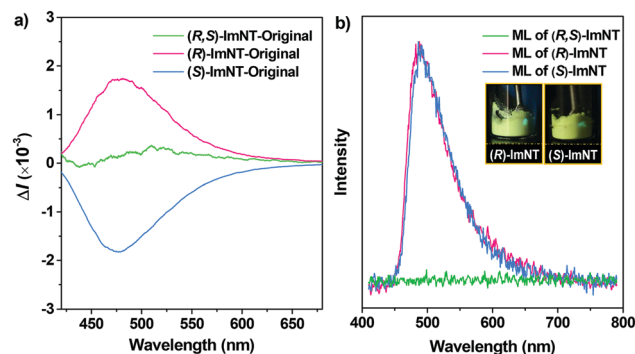 a)
(R,S)-ImNT-Original
(R)-ImNT-Original
(S)-ImNT-Original
ΔI (×10⁻³)
3
2
1
0
-1
-2
-3
450 500 550 600 650
Wavelength (nm)
b)
ML of (R,S)-ImNT
ML of (R)-ImNT
ML of (S)-ImNT
(R)-ImNT
(S)-ImNT
Intensity
400 500 600 700 800
Wavelength (nm)